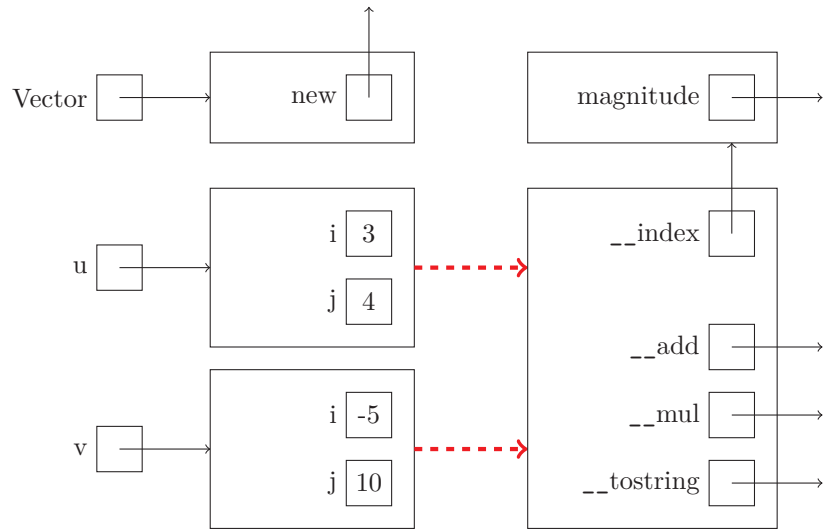 Vector
new
magnitude
u
i 3
j 4
__index
__add
v
i -5
j 10
__mul
__tostring